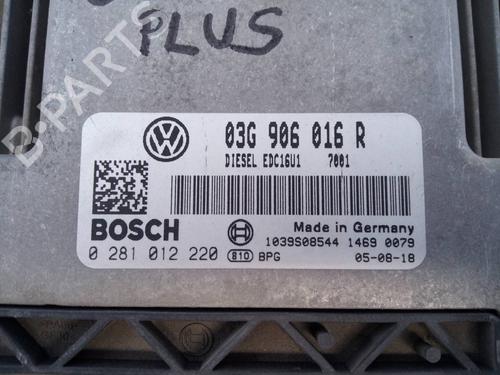 PLUS
B-PARTS
03G 906 016 R
DIESEL EDC16U1 7001
BOSCH
Made in Germany
1039S08544 1469 0079
0 281 012 220 810 BPG 05-08-18